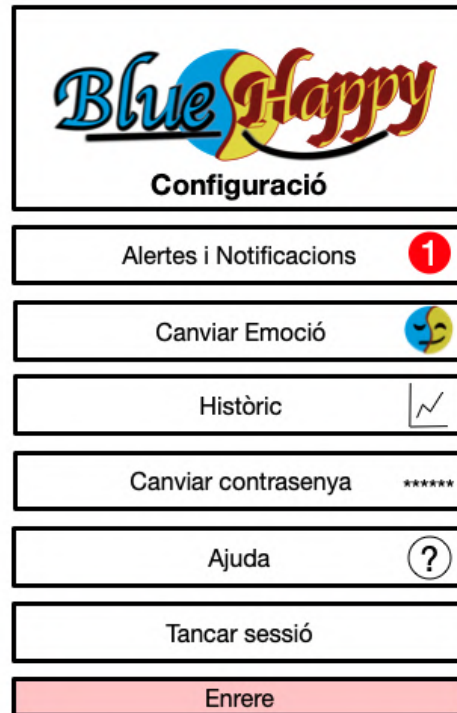 Blue Happy
Configuració
Alertes i Notificacions 1
Canviar Emoció
Històric
Canviar contrasenya ******
Ajuda ?
Tancar sessió
Enrere